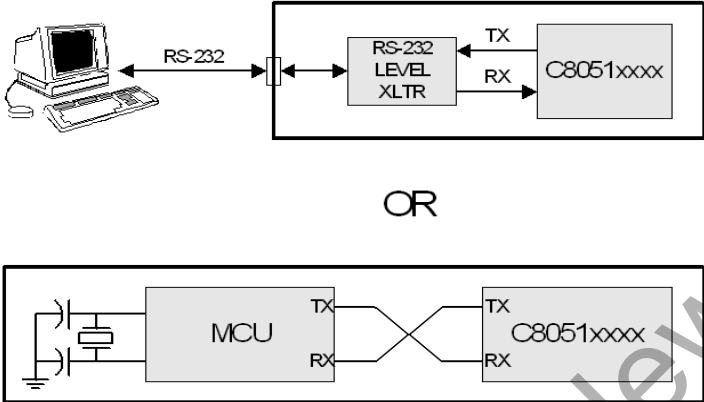 RS-232
RS-232
LEVEL
XLTR
TX
RX
C8051xxxx
OR
MCU
TX
RX
TX
RX
C8051xxxx